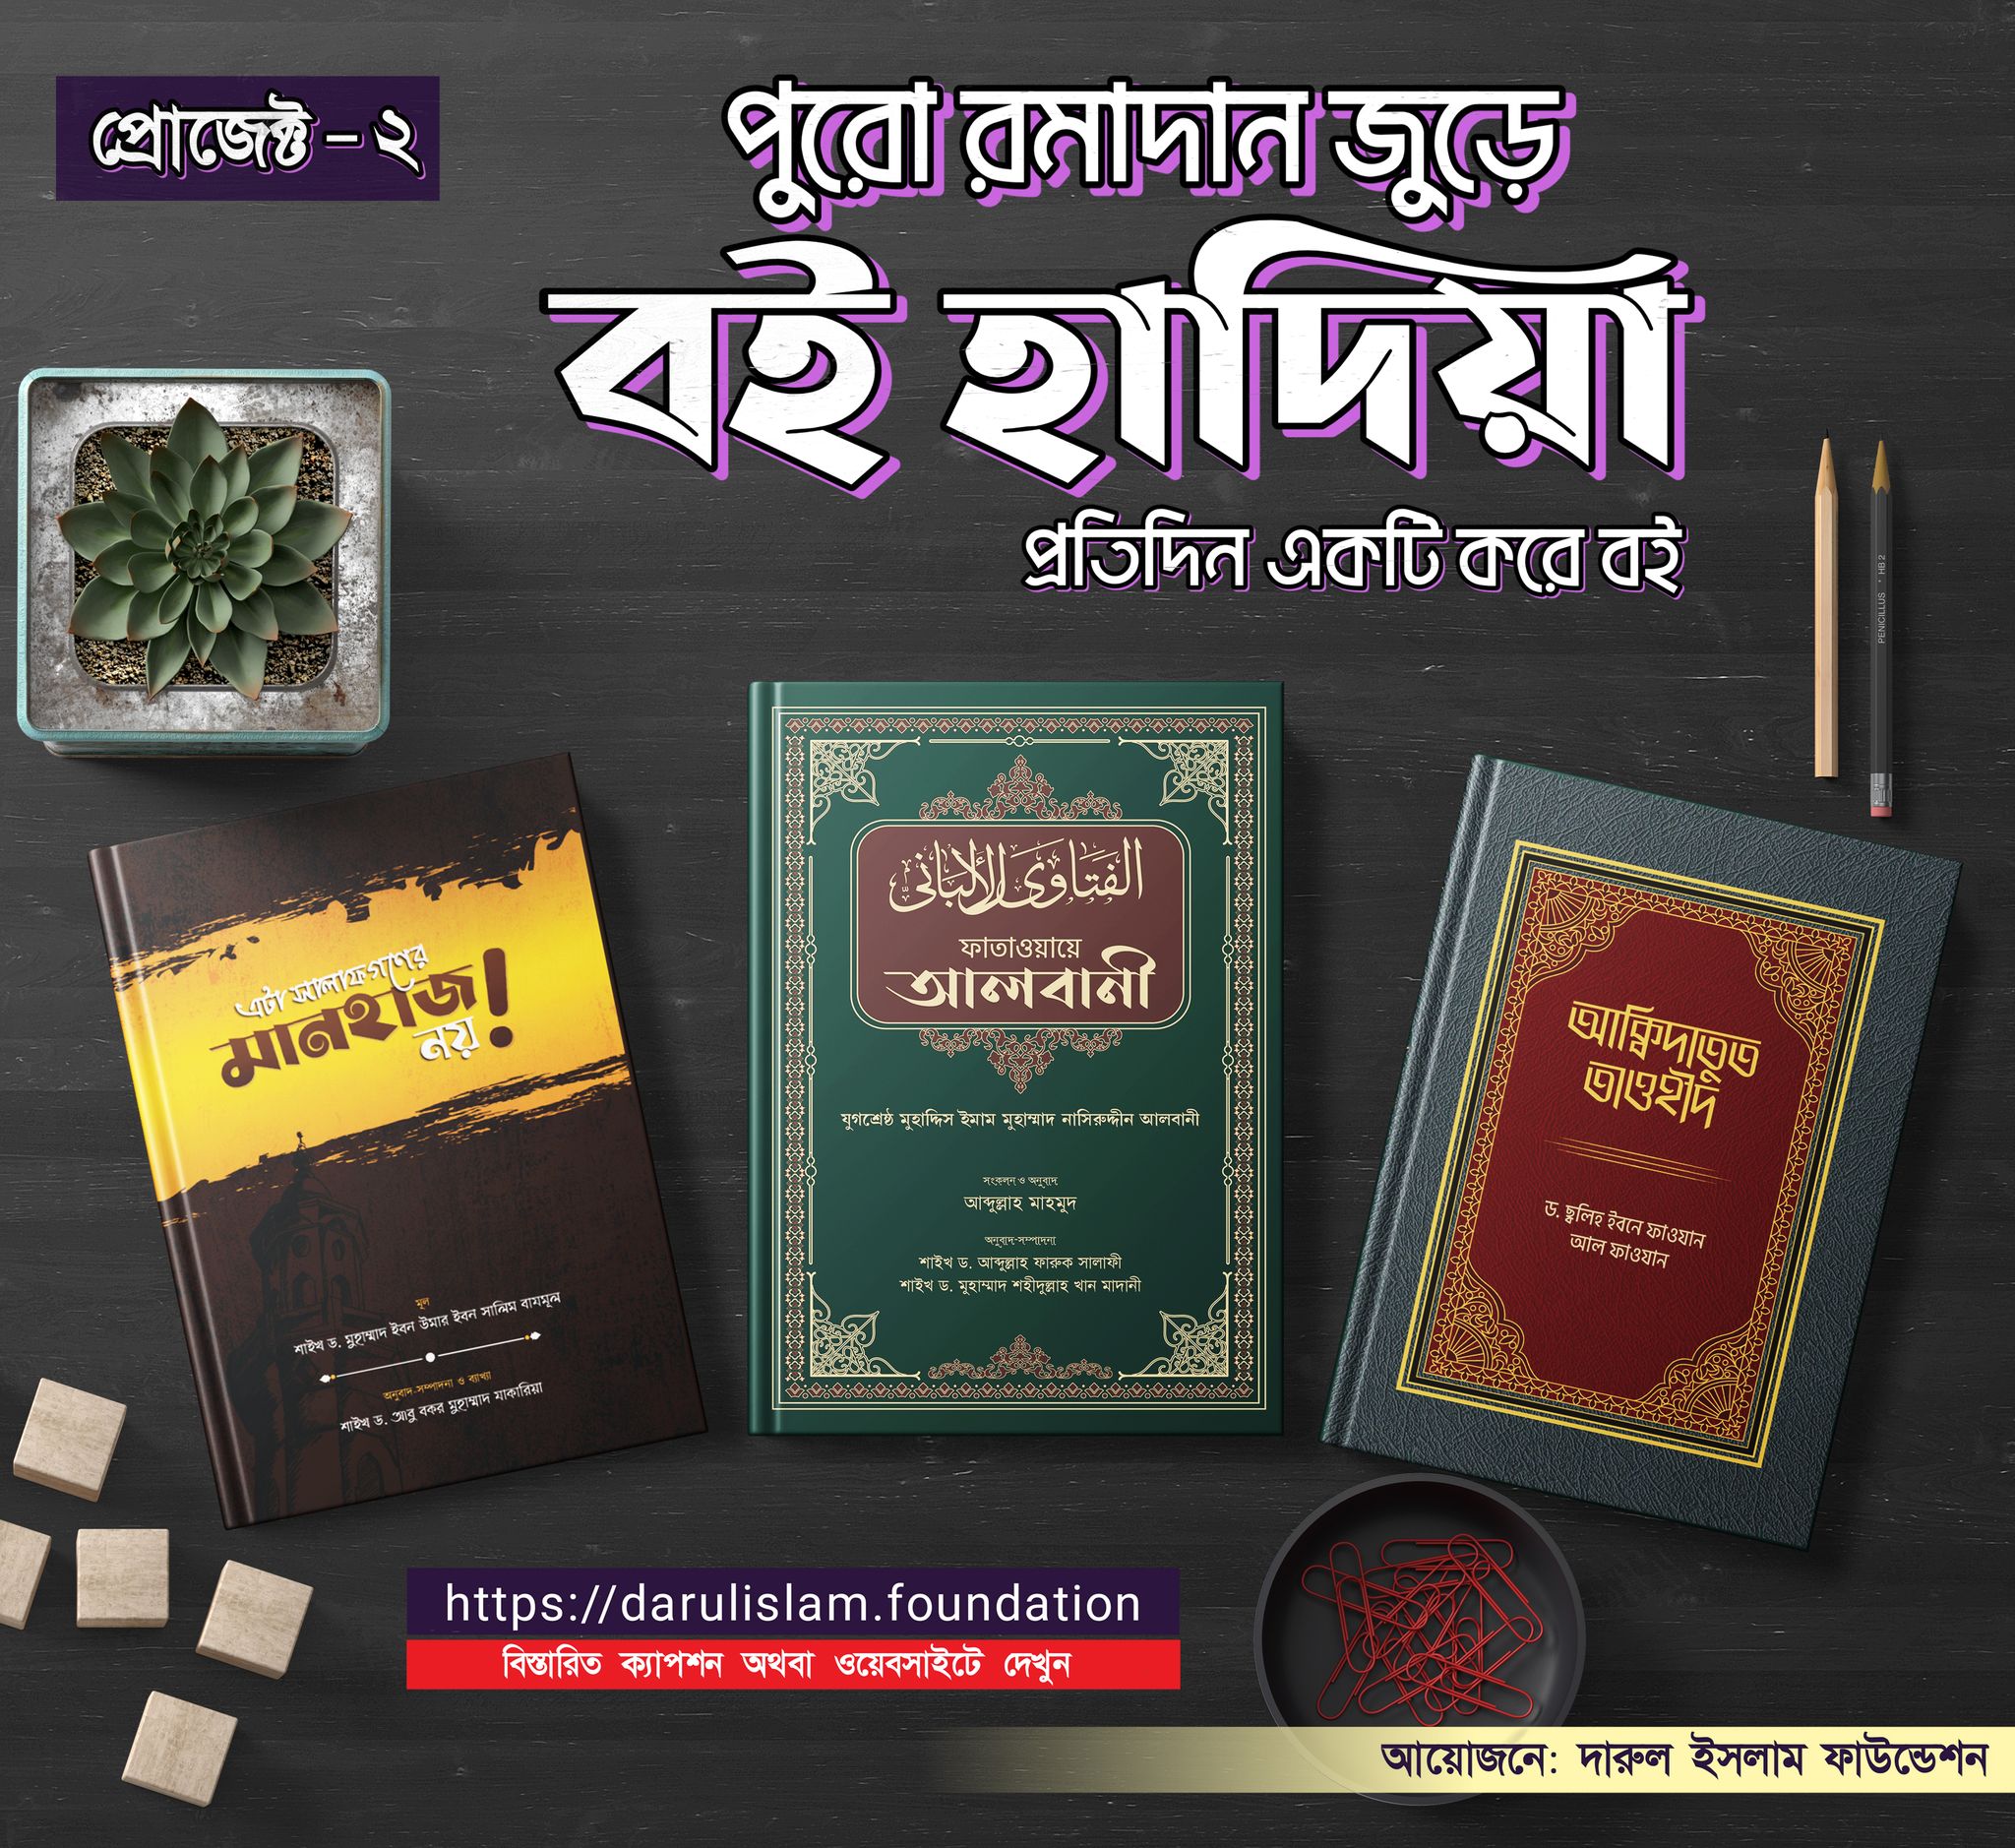 প্রোজেক্ট – ২
পুরো রমাদান জুড়ে
বই হাদিয়া
প্রতিদিন একটি করে বই
PENICILLUS * HB 2
এটা সালাফগণের
মানহাজ
নয়!
মূল
শাইখ ড. মুহাম্মাদ ইবন উমার ইবন সালিম বাযমূল
অনুবাদ-সম্পাদনা ও ব্যাখ্যা
শাইখ ড. আবু বকর মুহাম্মাদ যাকারিয়া
الفتاوى الألباني
ফাতাওয়ায়ে
আলবানী
যুগশ্রেষ্ঠ মুহাদ্দিস ইমাম মুহাম্মাদ নাসিরুদ্দীন আলবানী
সংকলন ও অনুবাদ
আব্দুল্লাহ মাহমুদ
অনুবাদ-সম্পাদনা
শাইখ ড. আব্দুল্লাহ ফারুক সালাফী
শাইখ ড. মুহাম্মাদ শহীদুল্লাহ খান মাদানী
আক্বিদাতুত
তাওহীদ
ড. ছ্বলিহ ইবনে ফাওযান
আল ফাওযান
https://darulislam.foundation
বিস্তারিত ক্যাপশন অথবা ওয়েবসাইটে দেখুন
আয়োজনে: দারুল ইসলাম ফাউন্ডেশন